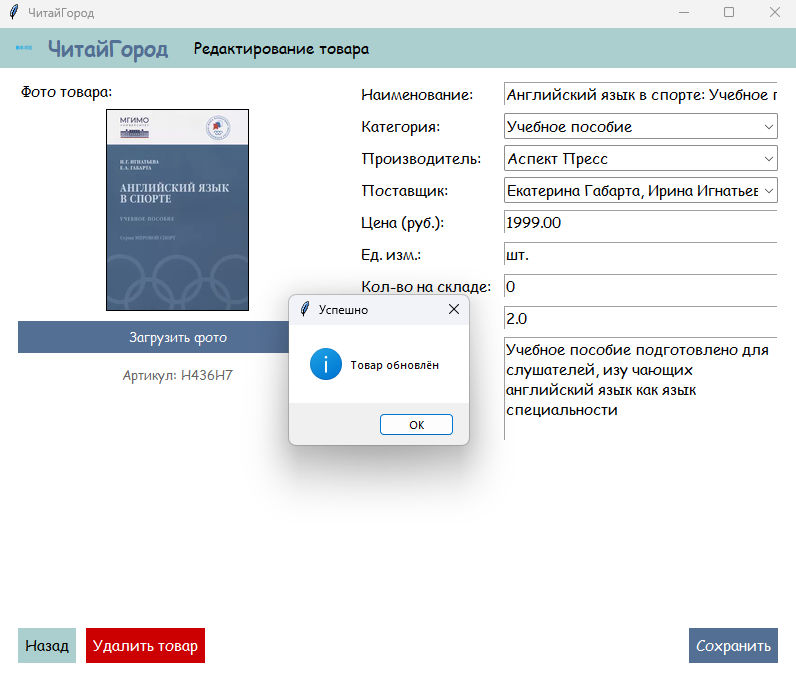 ЧитайГород
ЧитайГород Редактирование товара
Фото товара:
МГИМО
УНИВЕРСИТЕТ
И.Г. ИГНАТЬЕВА
Е.А. ГАБАРТА
АНГЛИЙСКИЙ ЯЗЫК
В СПОРТЕ
УЧЕБНОЕ ПОСОБИЕ
Серия МИРОВОЙ СПОРТ
Загрузить фото
Артикул: H436H7
Наименование: Английский язык в спорте: Учебное п
Категория: Учебное пособие
Производитель: Аспект Пресс
Поставщик: Екатерина Габарта, Ирина Игнатьев
Цена (руб.): 1999.00
Ед. изм.: шт.
Кол-во на складе: 0
2.0
Учебное пособие подготовлено для
слушателей, изу чающих
английский язык как язык
специальности
Успешно
Товар обновлён
ОК
Назад
Удалить товар
Сохранить